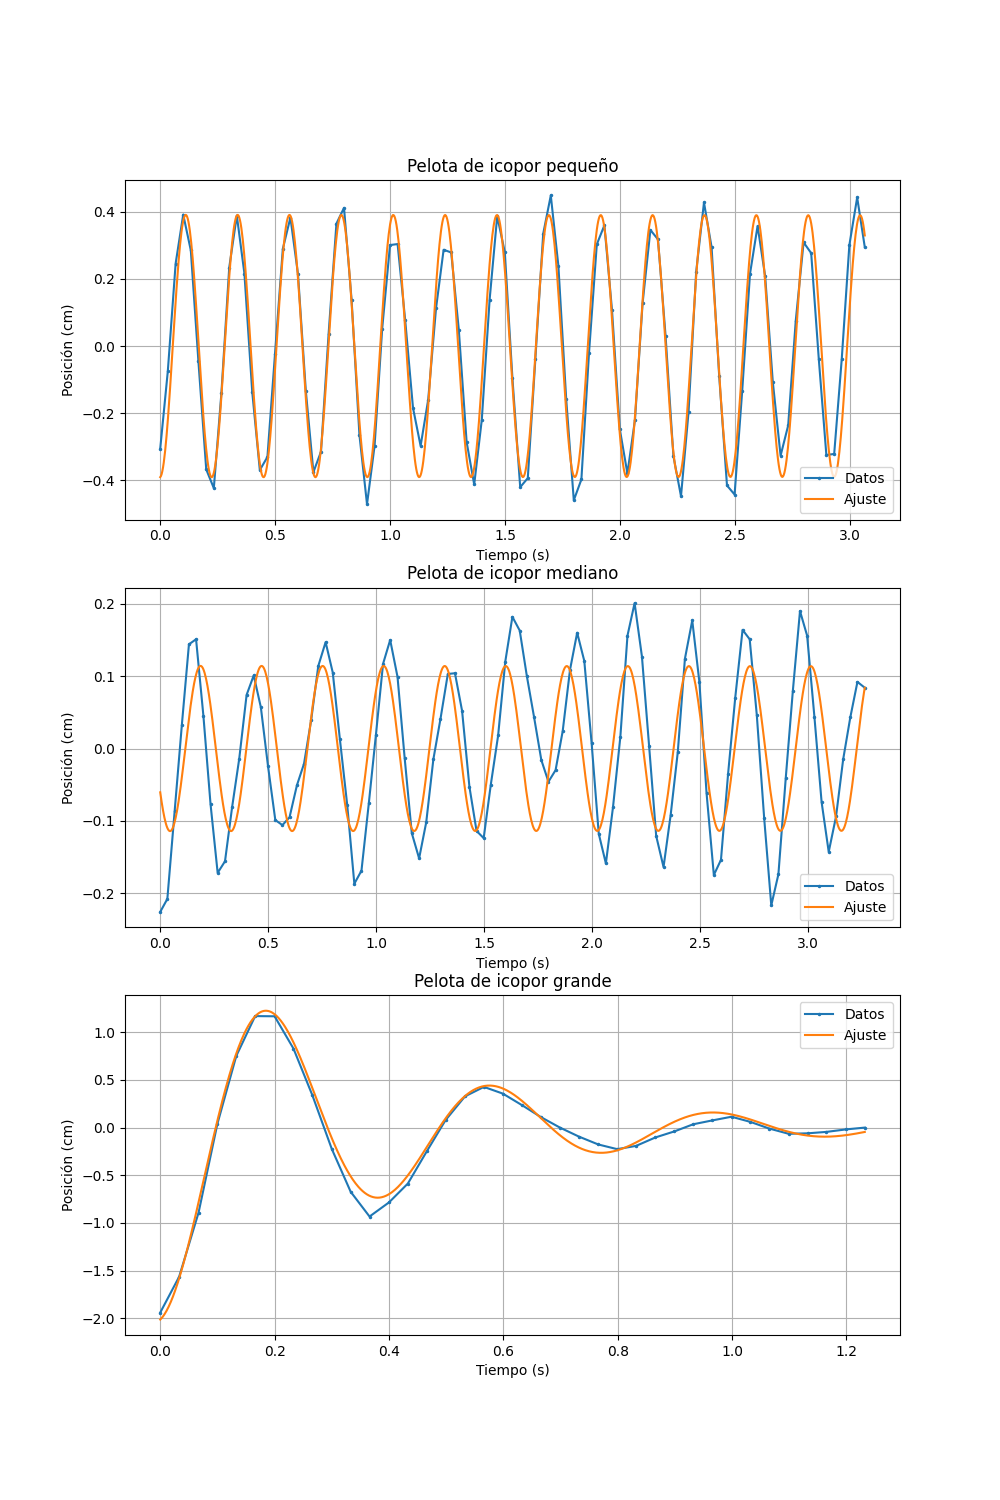 Pelota de icopor pequeño
0.4
0.2
0.0
−0.2
−0.4
Posición (cm)
Datos
Ajuste
0.0 0.5 1.0 1.5 2.0 2.5 3.0
Tiempo (s)
Pelota de icopor mediano
0.2
0.1
0.0
−0.1
−0.2
Posición (cm)
Datos
Ajuste
0.0 0.5 1.0 1.5 2.0 2.5 3.0
Tiempo (s)
Pelota de icopor grande
1.0
0.5
0.0
−0.5
−1.0
−1.5
−2.0
Posición (cm)
Datos
Ajuste
0.0 0.2 0.4 0.6 0.8 1.0 1.2
Tiempo (s)